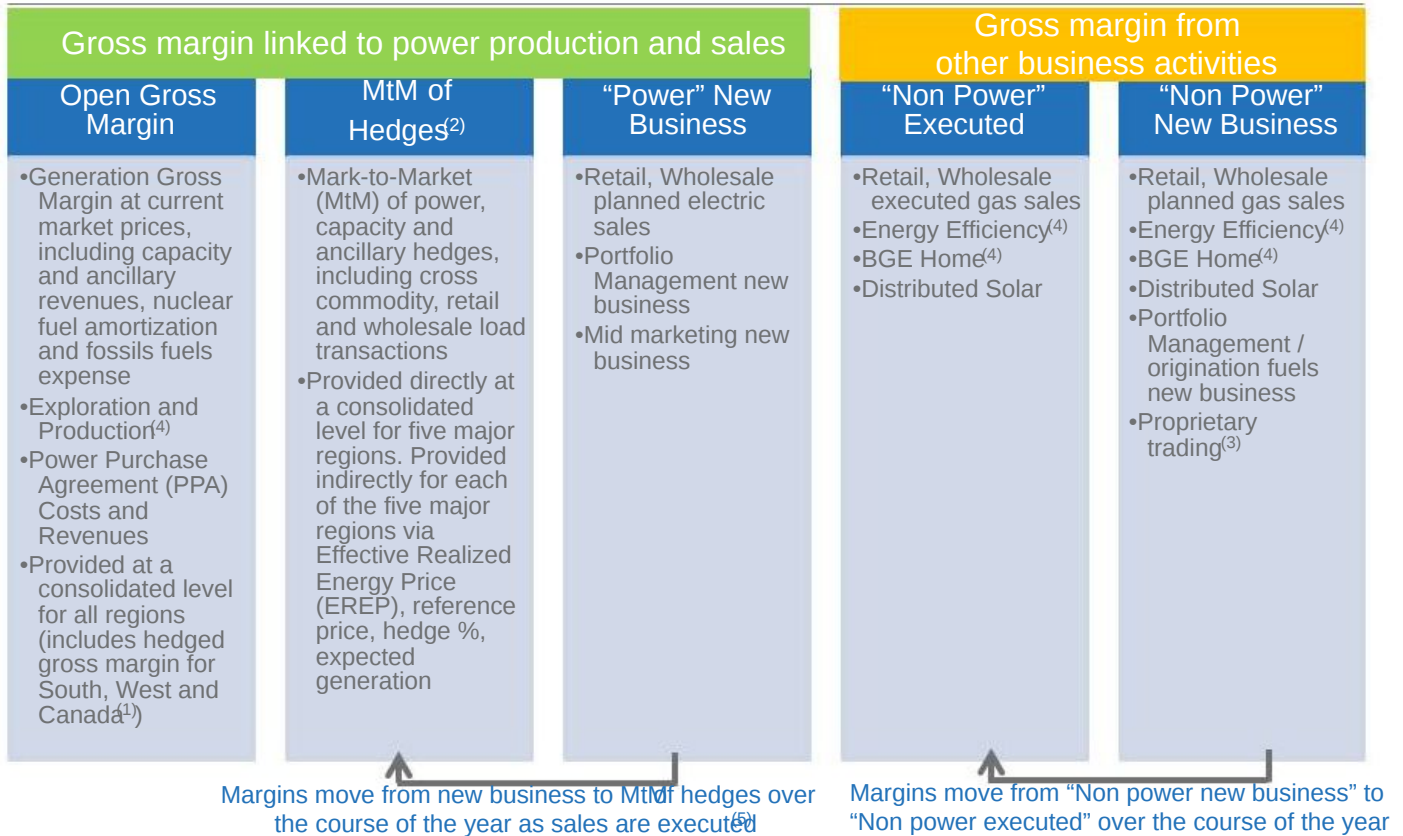 Gross margin linked to power production and sales
Gross margin from
other business activities
Open Gross
Margin
•Generation Gross
Margin at current
market prices,
including capacity
and ancillary
revenues, nuclear
fuel amortization
and fossils fuels
expense
•Exploration and
Production(4)
•Power Purchase
Agreement (PPA)
Costs and
Revenues
•Provided at a
consolidated level
for all regions
(includes hedged
gross margin for
South, West and
Canada(1))
MtM of
Hedges(2)
•Mark-to-Market
(MtM) of power,
capacity and
ancillary hedges,
including cross
commodity, retail
and wholesale load
transactions
•Provided directly at
a consolidated
level for five major
regions. Provided
indirectly for each
of the five major
regions via
Effective Realized
Energy Price
(EREP), reference
price, hedge %,
expected
generation
“Power” New
Business
•Retail, Wholesale
planned electric
sales
•Portfolio
Management new
business
•Mid marketing new
business
“Non Power”
Executed
•Retail, Wholesale
executed gas sales
•Energy Efficiency(4)
•BGE Home(4)
•Distributed Solar
“Non Power”
New Business
•Retail, Wholesale
planned gas sales
•Energy Efficiency(4)
•BGE Home(4)
•Distributed Solar
•Portfolio
Management /
origination fuels
new business
•Proprietary
trading(3)
Margins move from new business to MtM of hedges over
the course of the year as sales are executed(5)
Margins move from “Non power new business” to
“Non power executed” over the course of the year